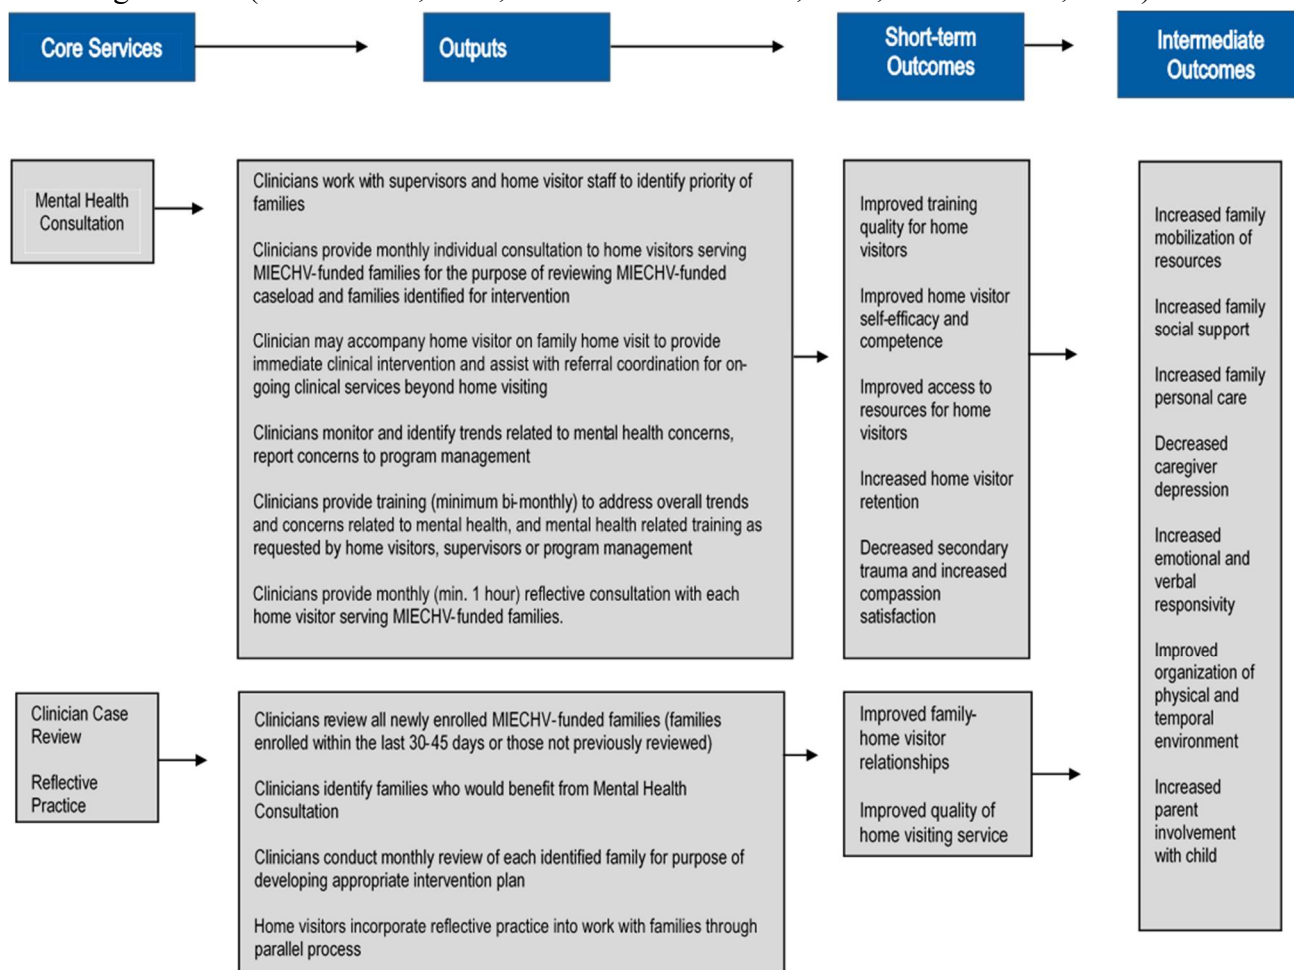 Core Services
Outputs
Short-term
Outcomes
Intermediate
Outcomes
Mental Health
Consultation
Clinicians work with supervisors and home visitor staff to identify priority of
families
Clinicians provide monthly individual consultation to home visitors serving
MIECHV-funded families for the purpose of reviewing MIECHV-funded
caseload and families identified for intervention
Clinician may accompany home visitor on family home visit to provide
immediate clinical intervention and assist with referral coordination for on-
going clinical services beyond home visiting
Clinicians monitor and identify trends related to mental health concerns,
report concerns to program management
Clinicians provide training (minimum bi-monthly) to address overall trends
and concerns related to mental health, and mental health related training as
requested by home visitors, supervisors or program management
Clinicians provide monthly (min. 1 hour) reflective consultation with each
home visitor serving MIECHV-funded families.
Improved training
quality for home
visitors
Improved home visitor
self-efficacy and
competence
Improved access to
resources for home
visitors
Increased home visitor
retention
Decreased secondary
trauma and increased
compassion
satisfaction
Increased family
mobilization of
resources
Increased family
social support
Increased family
personal care
Decreased
caregiver
depression
Increased
emotional and
verbal
responsivity
Improved
organization of
physical and
temporal
environment
Increased
parent
involvement
with child
Clinician Case
Review
Reflective
Practice
Clinicians review all newly enrolled MIECHV-funded families (families
enrolled within the last 30-45 days or those not previously reviewed)
Clinicians identify families who would benefit from Mental Health
Consultation
Clinicians conduct monthly review of each identified family for purpose of
developing appropriate intervention plan
Home visitors incorporate reflective practice into work with families through
parallel process
Improved family-
home visitor
relationships
Improved quality of
home visiting service